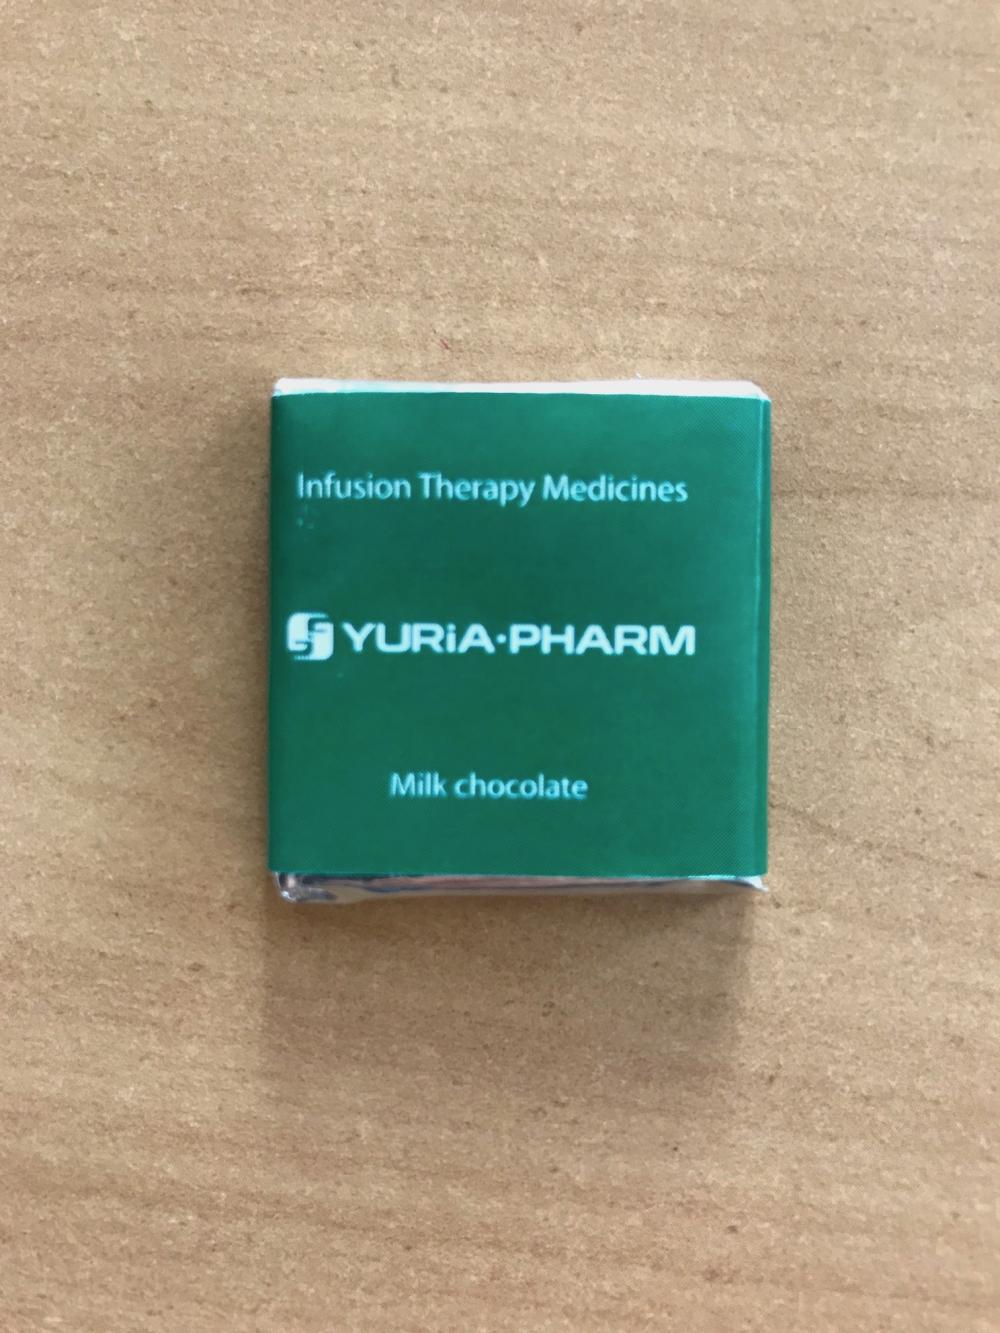 Infusion Therapy Medicines
YURiA·PHARM
Milk chocolate